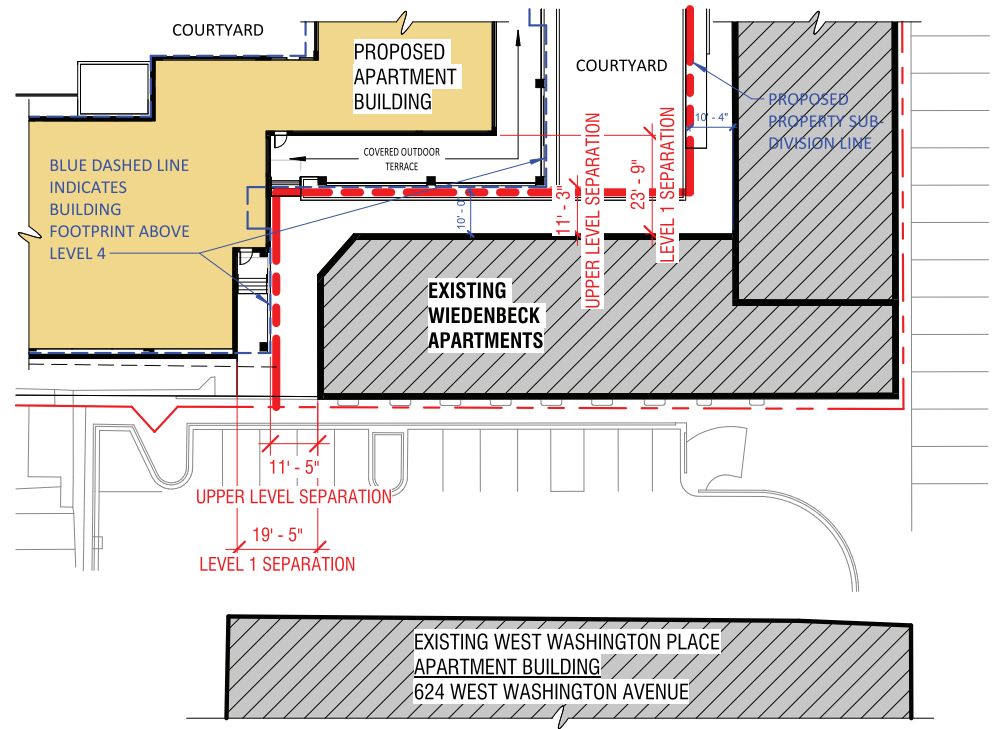 COURTYARD
PROPOSED
APARTMENT
BUILDING
COURTYARD
PROPOSED
PROPERTY SUB-
DIVISION LINE
10' - 4"
COVERED OUTDOOR
TERRACE
BLUE DASHED LINE
INDICATES
BUILDING
FOOTPRINT ABOVE
LEVEL 4
10' - 0"
11' - 3"
UPPER LEVEL SEPARATION
23' - 9"
LEVEL 1 SEPARATION
EXISTING
WIEDENBECK
APARTMENTS
11' - 5"
UPPER LEVEL SEPARATION
19' - 5"
LEVEL 1 SEPARATION
EXISTING WEST WASHINGTON PLACE
APARTMENT BUILDING
624 WEST WASHINGTON AVENUE